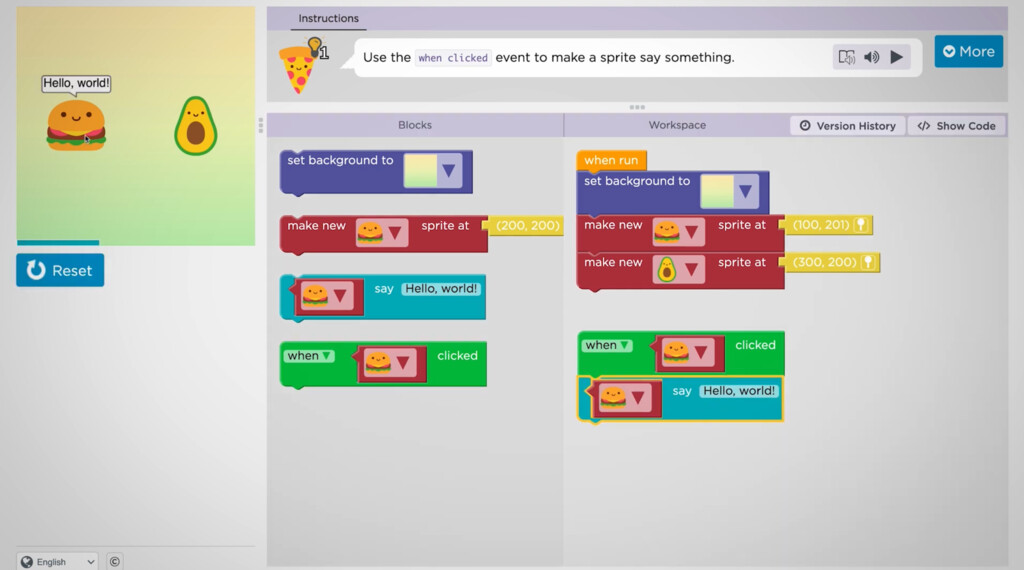 Hello, world!
Reset
English
©
Instructions
1
Use the when clicked event to make a sprite say something.
More
Blocks
Workspace
Version History
</> Show Code
set background to
make new sprite at (200, 200)
say Hello, world!
when clicked
when run
set background to
make new sprite at (100, 201)
make new sprite at (300, 200)
when clicked
say Hello, world!